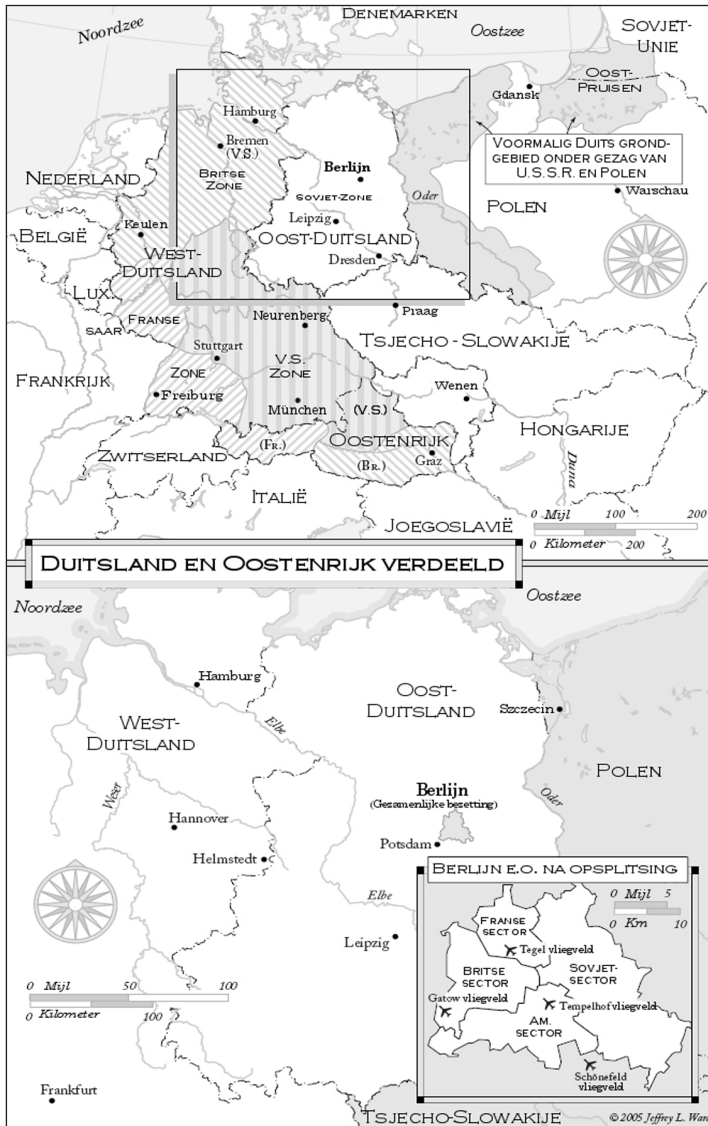 Noordzee
DENEMARKEN
Oostzee
SOVJET-
UNIE
OOST-
PRUISEN
Gdansk
Hamburg
Bremen
(V.S.)
BRITSE
ZONE
NEDERLAND
Berlijn
SOVJET-ZONE
VOORMALIG DUITS GROND-
GEBIED ONDER GEZAG VAN
U.S.S.R. EN POLEN
Oder
Warschau
POLEN
BELGIË
Keulen
Leipzig
OOST-DUITSLAND
WEST-
DUITSLAND
Dresden
LUX.
FRANSE
Neurenberg
Praag
SAAR
TSJECHO-SLOWAKIJE
Stuttgart
V.S.
ZONE
ZONE
FRANKRIJK
Freiburg
Wenen
München
(V.S.)
HONGARIJE
OOSTENRIJK
(FR.)
ZWITSERLAND
(BR.)
Graz
Duna
ITALIË
JOEGOSLAVIË
0 Mijl 100 200
0 Kilometer 200
DUITSLAND EN OOSTENRIJK VERDEELD
Noordzee
Oostzee
Hamburg
OOST-
DUITSLAND
Szczecin
WEST-
DUITSLAND
Elbe
POLEN
Weser
Berlijn
(Gezamenlijke bezetting)
Oder
Hannover
Potsdam
Helmstedt
Elbe
Leipzig
0 Mijl 50 100
0 Kilometer 100
Frankfurt
BERLIJN E.O. NA OPSPLITSING
0 Mijl 5
0 Km 10
FRANSE
SECTOR
Tegel vliegveld
BRITSE
SECTOR
SOVJET-
SECTOR
Gatow vliegveld
Tempelhof vliegveld
AM.
SECTOR
Schönefeld
vliegveld
TSJECHO-SLOWAKIJE
© 2005 Jeffrey L. Ward